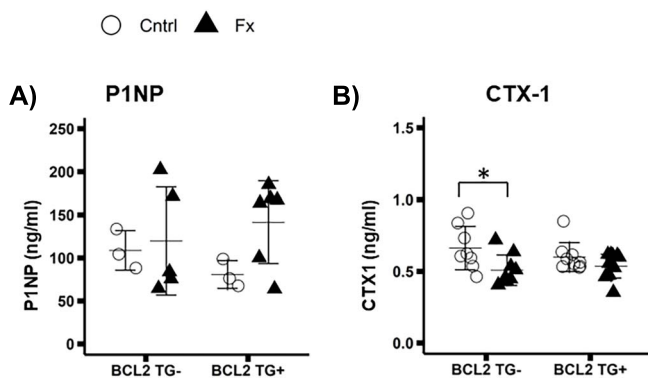 Cntrl Fx
A) P1NP
P1NP (ng/ml)
250
200
150
100
50
0
BCL2 TG- BCL2 TG+
B) CTX-1
CTX1 (ng/ml)
1.5
1.0
0.5
0.0
*
BCL2 TG- BCL2 TG+